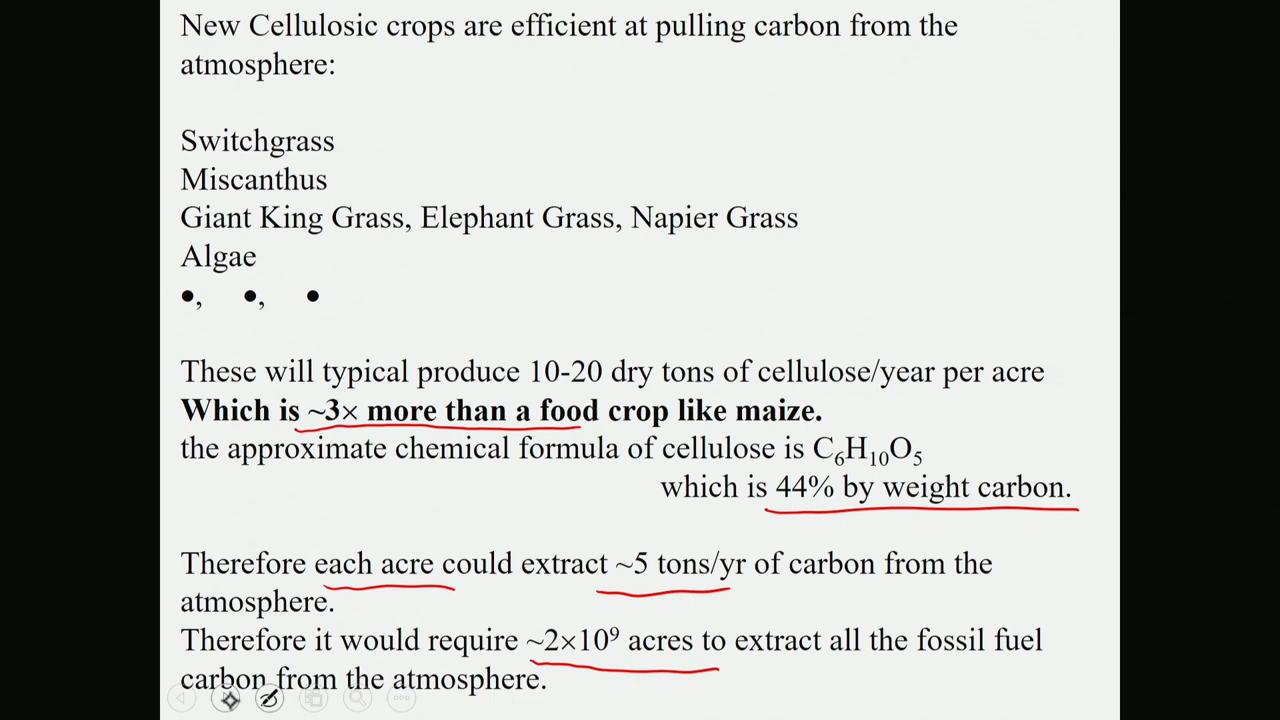 New Cellulosic crops are efficient at pulling carbon from the
atmosphere:
Switchgrass
Miscanthus
Giant King Grass, Elephant Grass, Napier Grass
Algae
•, •, •
These will typical produce 10-20 dry tons of cellulose/year per acre
Which is ~3× more than a food crop like maize.
the approximate chemical formula of cellulose is C₆H₁₀O₅
which is 44% by weight carbon.
Therefore each acre could extract ~5 tons/yr of carbon from the
atmosphere.
Therefore it would require ~2×10⁹ acres to extract all the fossil fuel
carbon from the atmosphere.